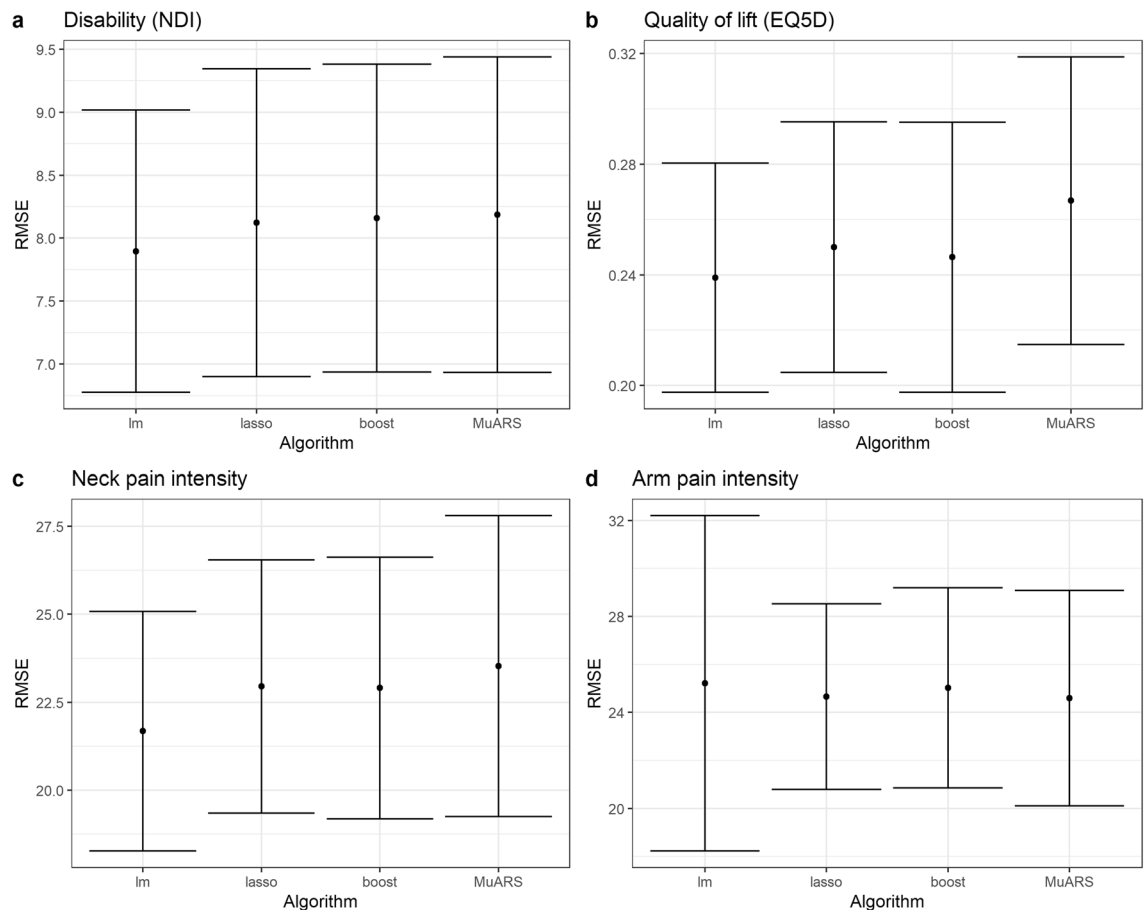 a Disability (NDI)
9.5
9.0
8.5
8.0
7.5
7.0
RMSE
lm lasso boost MuARS
Algorithm
b Quality of lift (EQ5D)
0.32
0.28
0.24
0.20
RMSE
lm lasso boost MuARS
Algorithm
c Neck pain intensity
27.5
25.0
22.5
20.0
RMSE
lm lasso boost MuARS
Algorithm
d Arm pain intensity
32
28
24
20
RMSE
lm lasso boost MuARS
Algorithm